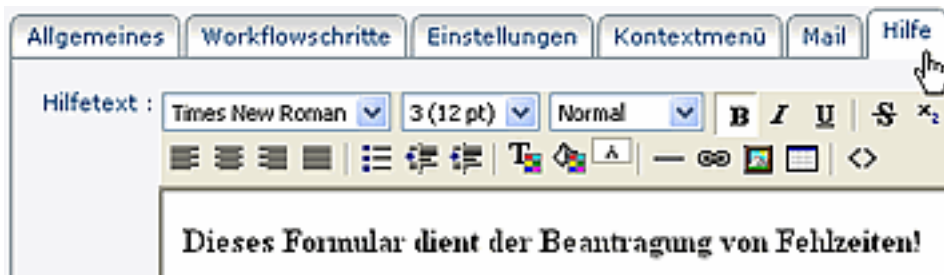 Allgemeines Workflowschritte Einstellungen Kontextmenü Mail Hilfe
Hilfetext : Times New Roman 3 (12 pt) Normal B I U S x₂
T A <>
Dieses Formular dient der Beantragung von Fehlzeiten!